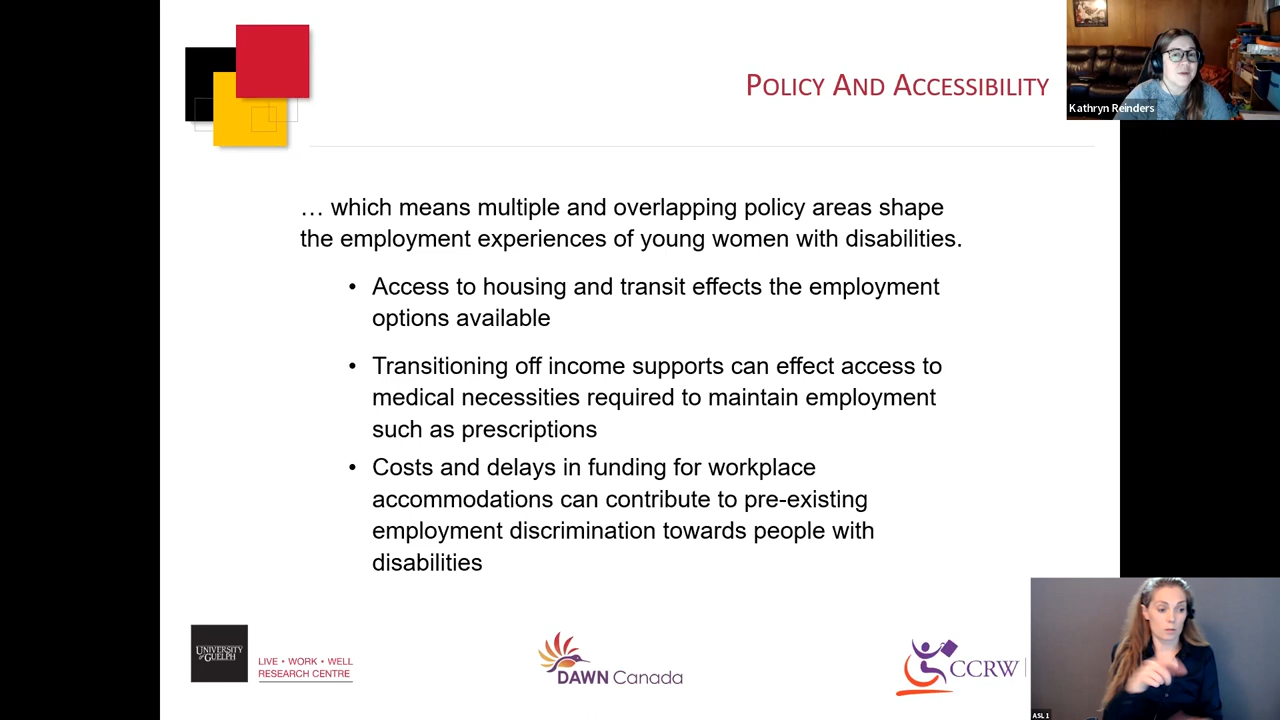 POLICY AND ACCESSIBILITY
Kathryn Reinders
… which means multiple and overlapping policy areas shape
the employment experiences of young women with disabilities.
• Access to housing and transit effects the employment
options available
• Transitioning off income supports can effect access to
medical necessities required to maintain employment
such as prescriptions
• Costs and delays in funding for workplace
accommodations can contribute to pre-existing
employment discrimination towards people with
disabilities
UNIVERSITY
OF GUELPH
LIVE • WORK • WELL
RESEARCH CENTRE
DAWN Canada
CCRW
ASL 1